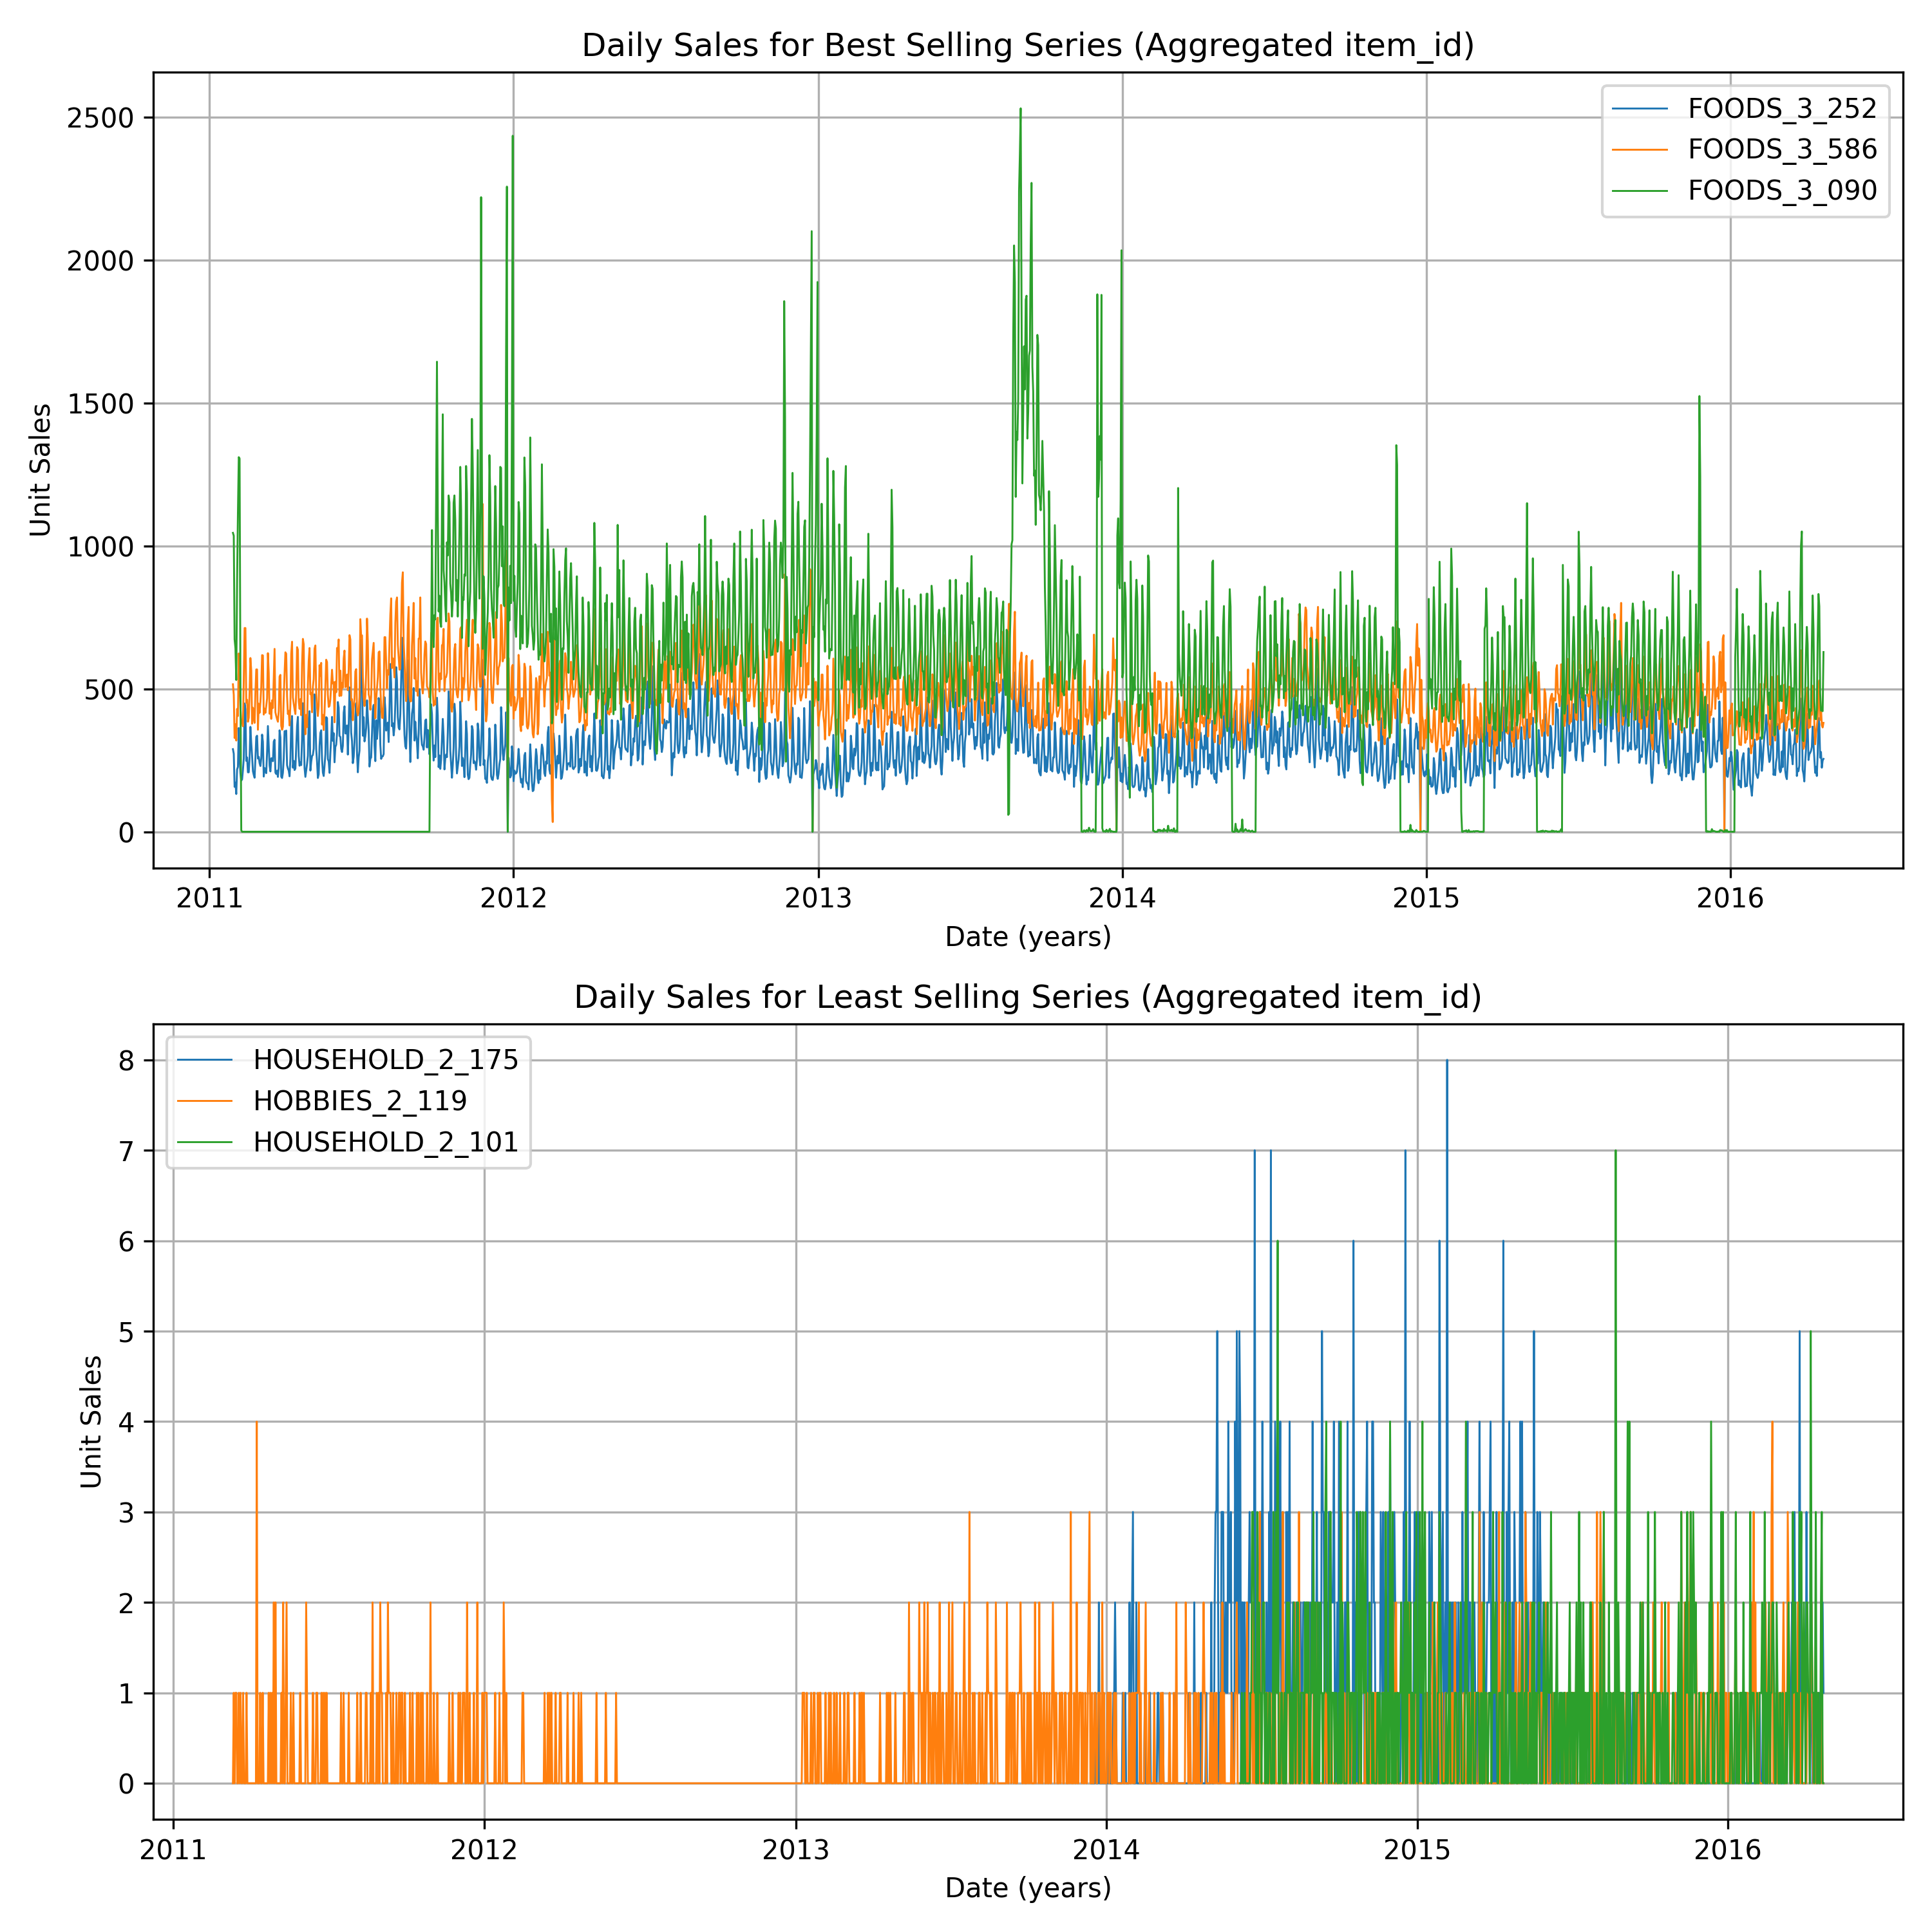 Daily Sales for Best Selling Series (Aggregated item_id)
2500
2000
1500
1000
500
0
Unit Sales
FOODS_3_252
FOODS_3_586
FOODS_3_090
2011 2012 2013 2014 2015 2016
Date (years)
Daily Sales for Least Selling Series (Aggregated item_id)
8
7
6
5
4
3
2
1
0
Unit Sales
HOUSEHOLD_2_175
HOBBIES_2_119
HOUSEHOLD_2_101
2011 2012 2013 2014 2015 2016
Date (years)